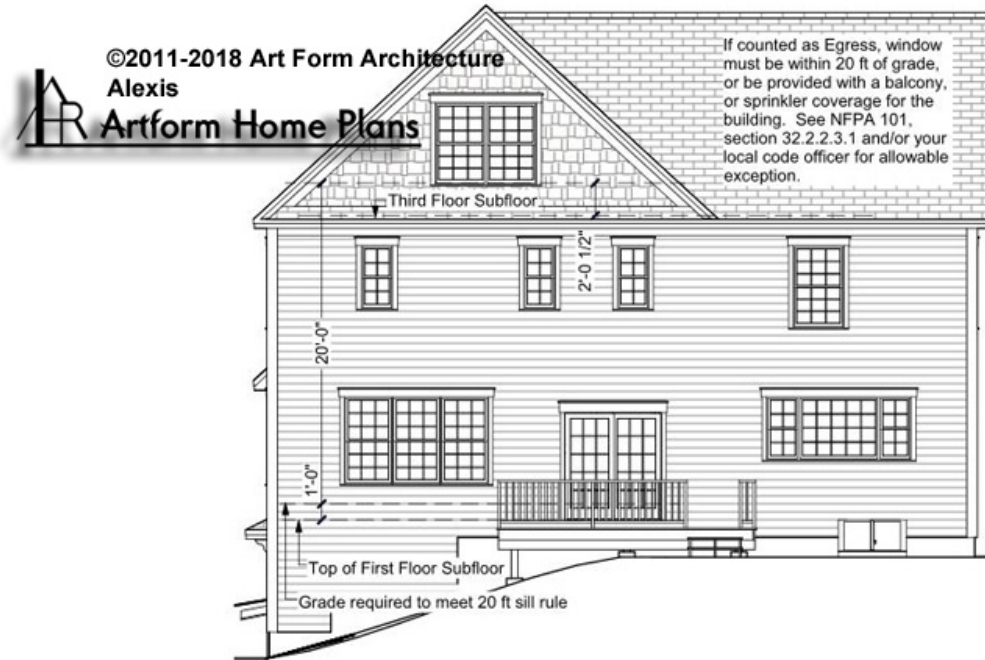 ©2011-2018 Art Form Architecture
Alexis
Artform Home Plans
If counted as Egress, window
must be within 20 ft of grade,
or be provided with a balcony,
or sprinkler coverage for the
building. See NFPA 101,
section 32.2.2.3.1 and/or your
local code officer for allowable
exception.
Third Floor Subfloor
2'-0 1/2"
20'-0"
1'-0"
Top of First Floor Subfloor
Grade required to meet 20 ft sill rule